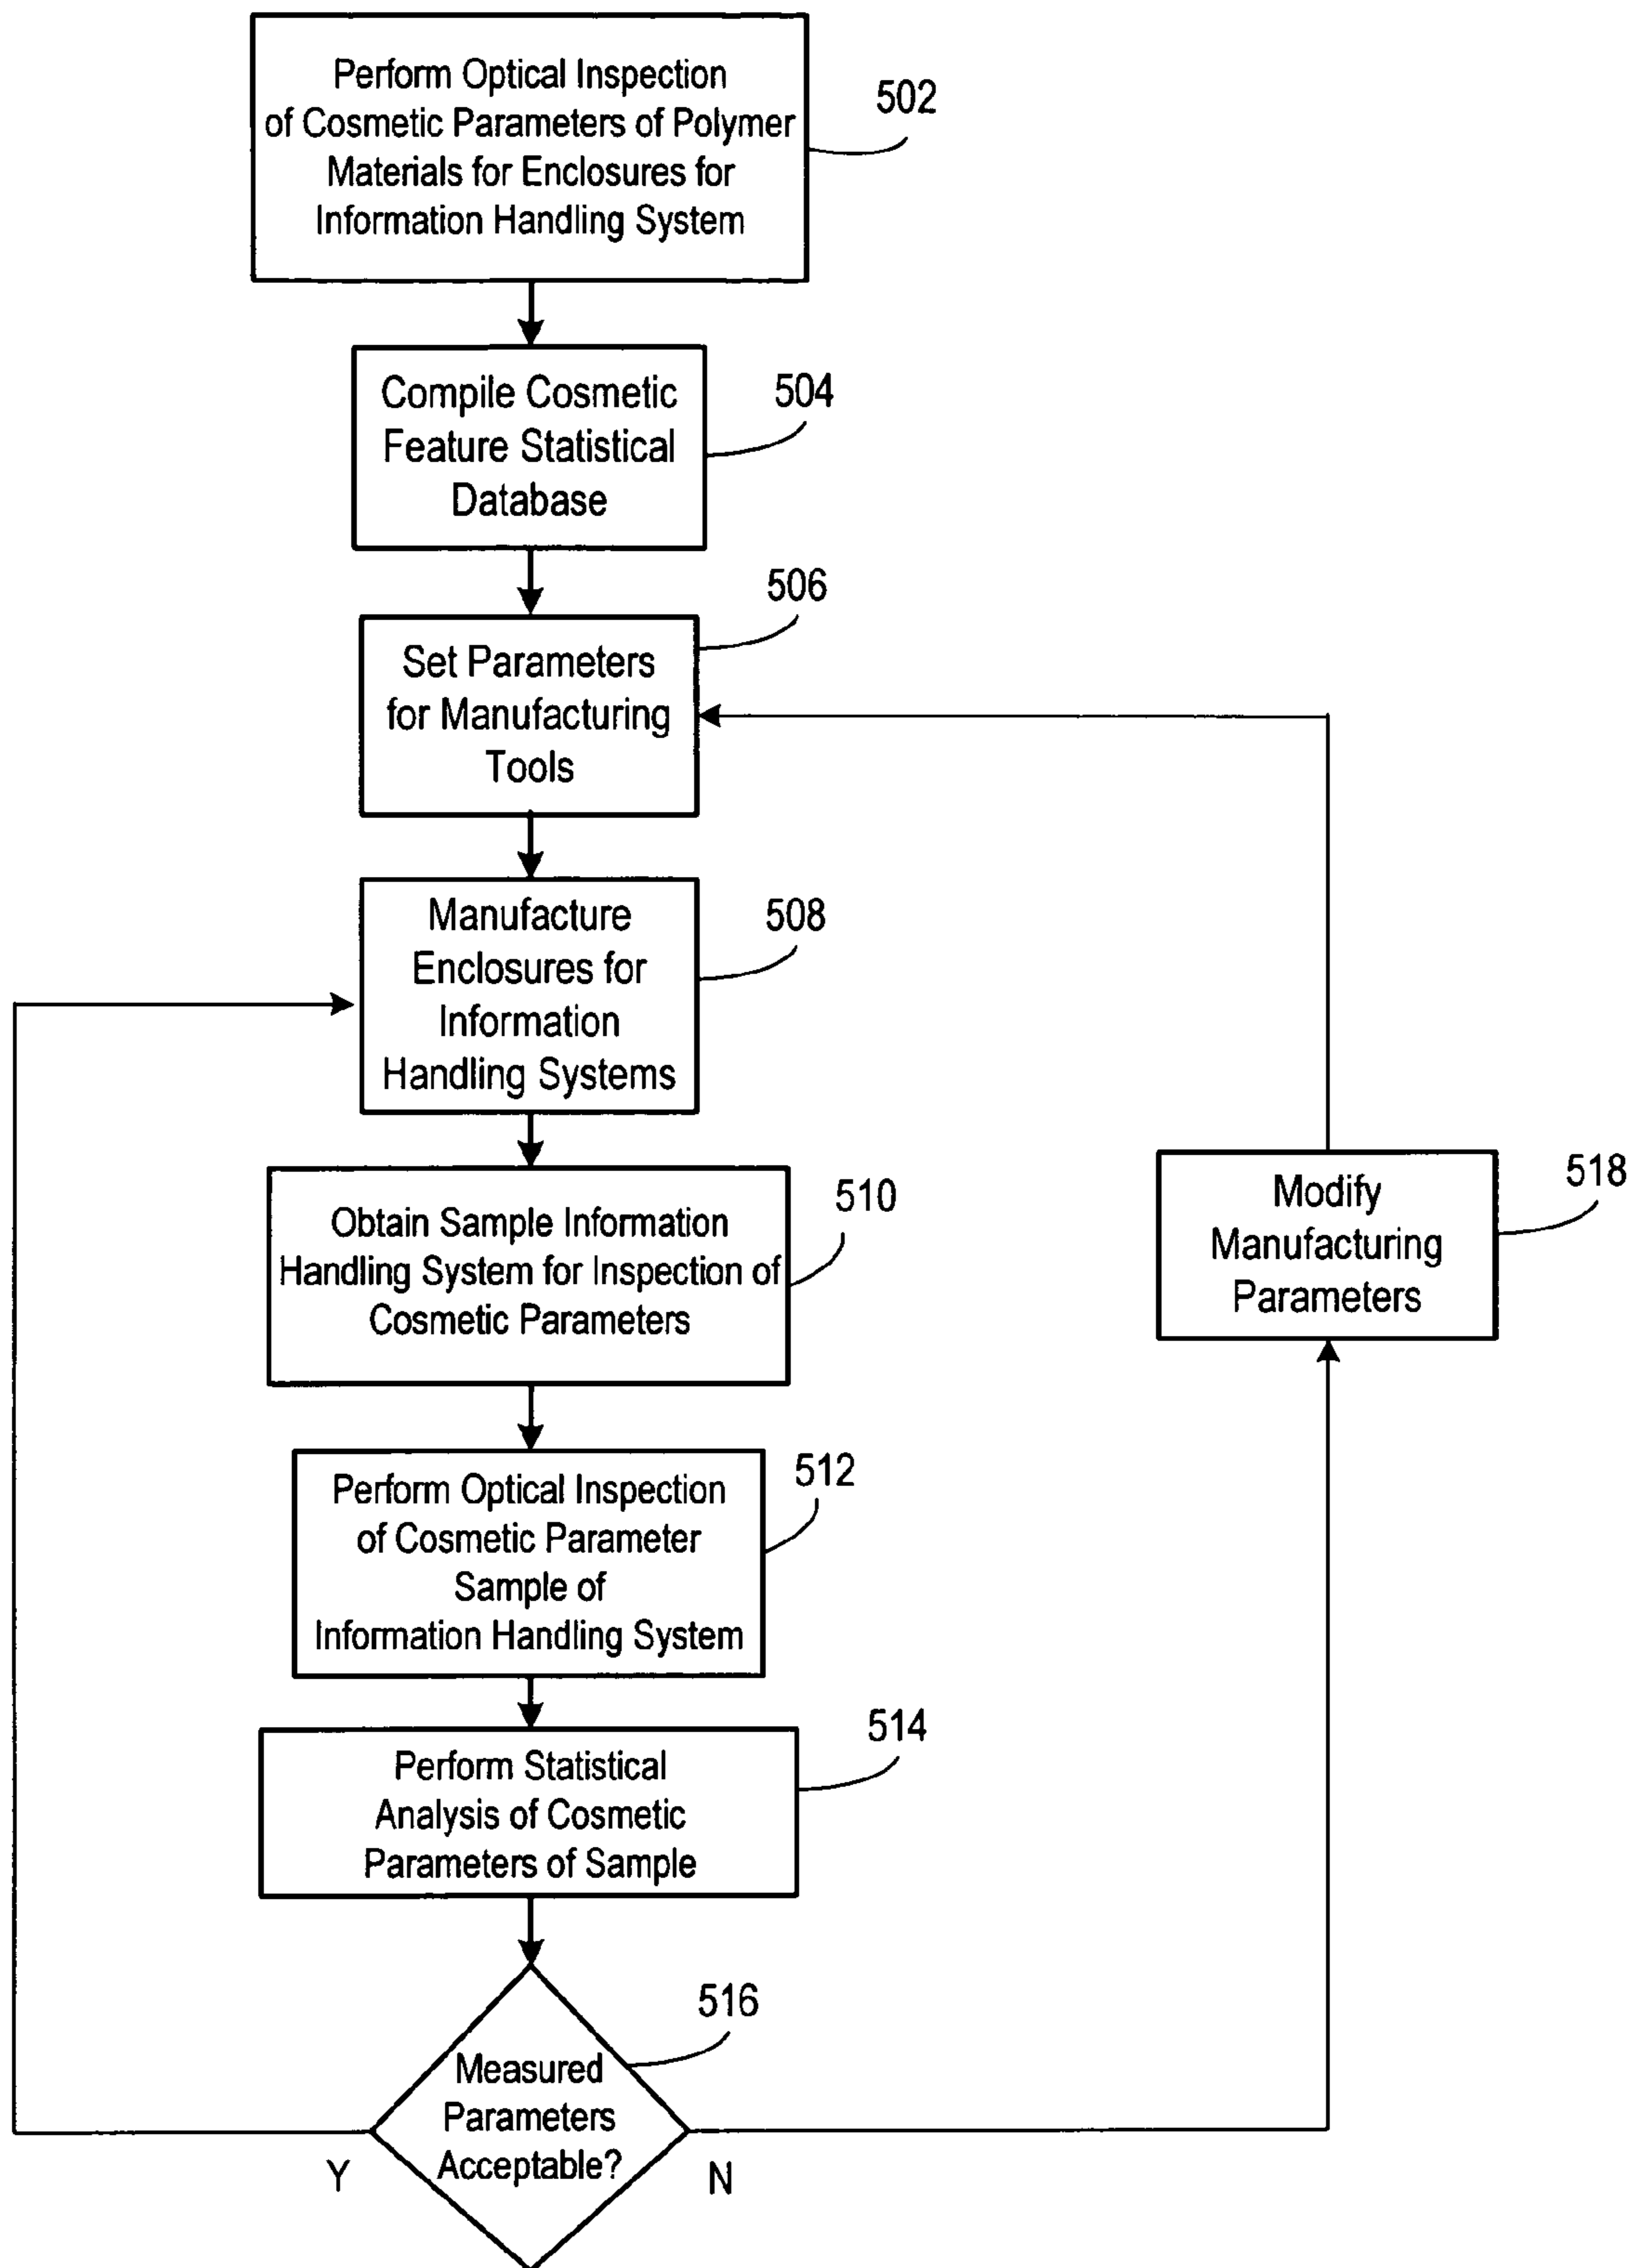 Perform Optical Inspection
of Cosmetic Parameters of Polymer
Materials for Enclosures for
Information Handling System
502
Compile Cosmetic
Feature Statistical
Database
504
Set Parameters
for Manufacturing
Tools
506
Manufacture
Enclosures for
Information
Handling Systems
508
Obtain Sample Information
Handling System for Inspection of
Cosmetic Parameters
510
Modify
Manufacturing
Parameters
518
Perform Optical Inspection
of Cosmetic Parameter
Sample of
Information Handling System
512
Perform Statistical
Analysis of Cosmetic
Parameters of Sample
514
Measured
Parameters
Acceptable?
516
Y
N